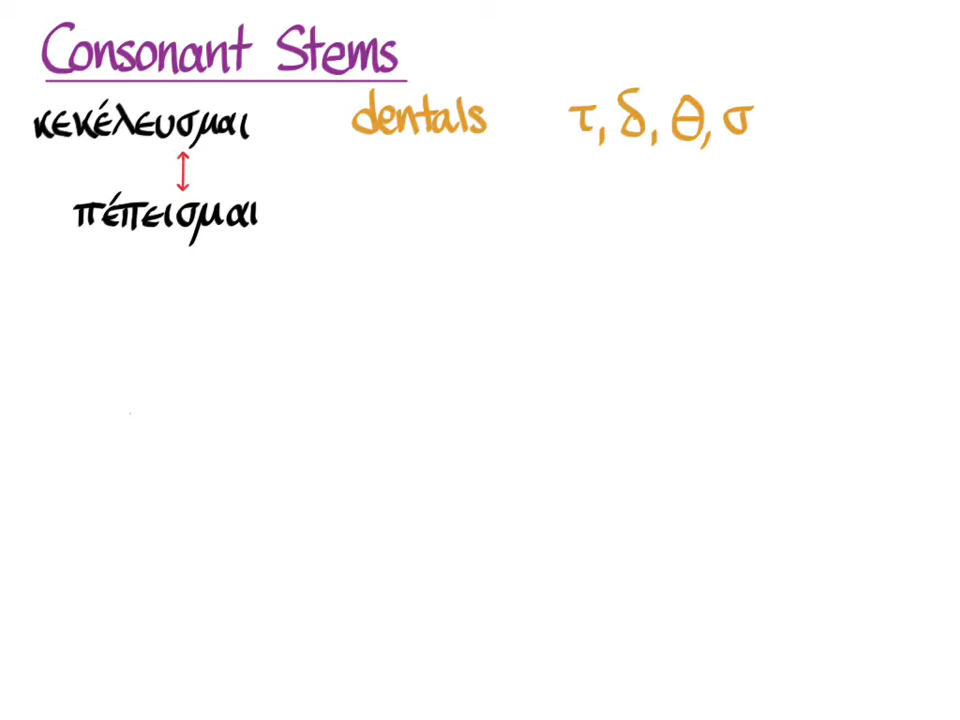 Consonant Stems
κεκέλευσμαι dentals τ, δ, θ, σ
πέπεισμαι